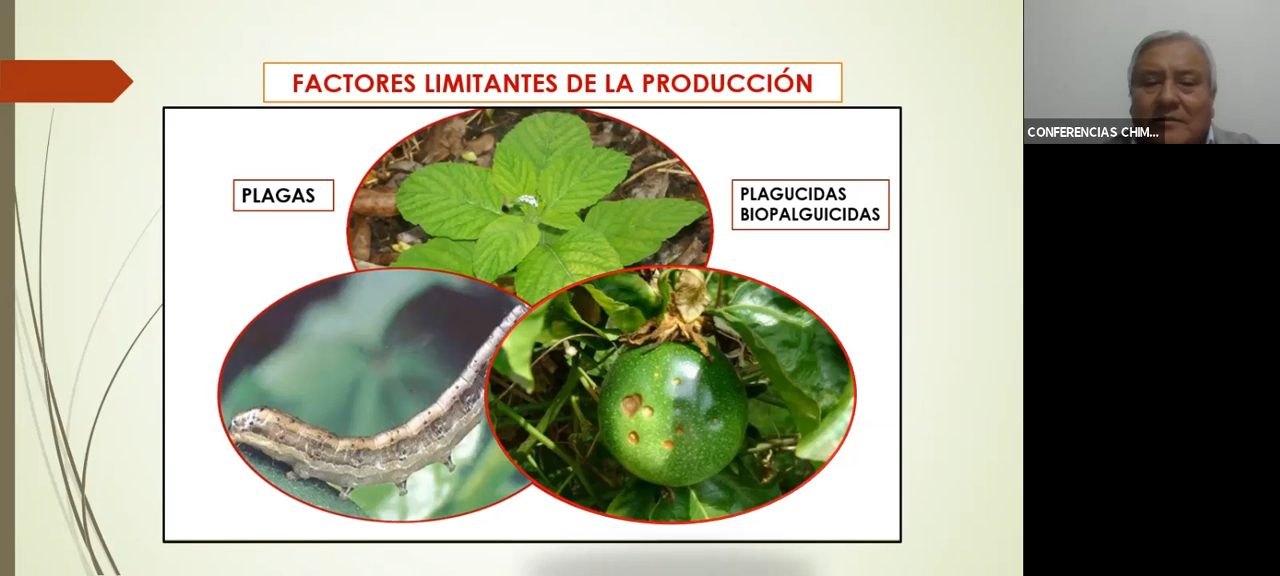 FACTORES LIMITANTES DE LA PRODUCCIÓN
PLAGAS
PLAGUCIDAS
BIOPALGUICIDAS
CONFERENCIAS CHIM...